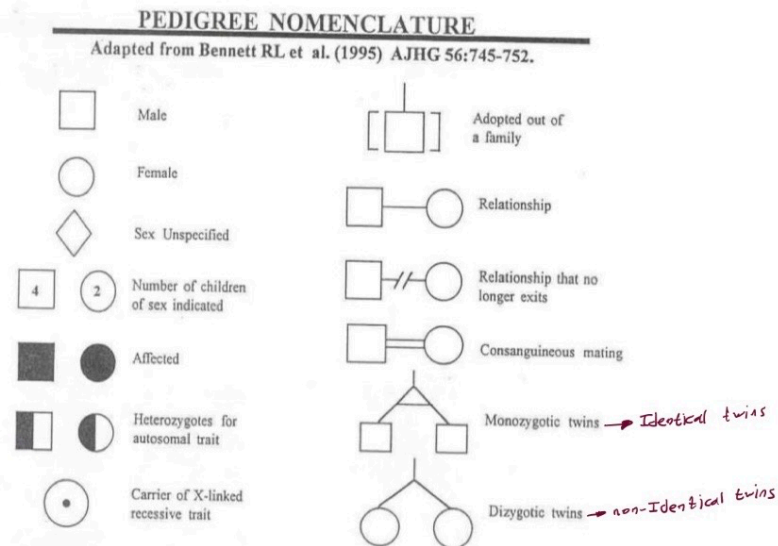 PEDIGREE NOMENCLATURE
Adapted from Bennett RL et al. (1995) AJHG 56:745-752.
Male
Female
Sex Unspecified
4
2
Number of children
of sex indicated
Affected
Heterozygotes for
autosomal trait
Carrier of X-linked
recessive trait
Adopted out of
a family
Relationship
Relationship that no
longer exits
Consanguineous mating
Monozygotic twins → Identical twins
Dizygotic twins → non-Identical twins